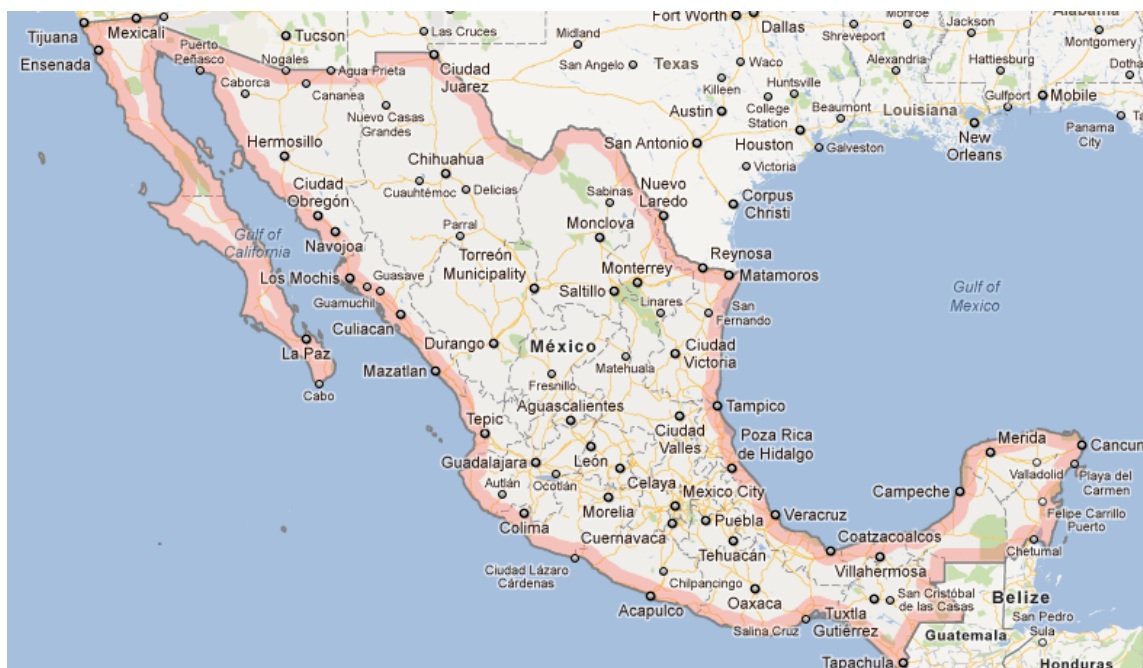 Tijuana
Mexicali
Ensenada
Puerto
Peñasco
Tucson
Nogales
Las Cruces
Agua Prieta
Ciudad
Juarez
Caborca
Cananea
Nuevo Casas
Grandes
Fort Worth
Dallas
Midland
San Angelo
Texas
Waco
Killeen
Huntsville
Austin
College
Station
Beaumont
San Antonio
Houston
Galveston
Victoria
Corpus
Christi
Shreveport
Monroe
Alexandria
Louisiana
Jackson
Hattiesburg
Gulfport
Alabama
Montgomery
Dotha
Mobile
New
Orleans
Panama
City
Ta
Hermosillo
Chihuahua
Cuauhtémoc
Delicias
Ciudad
Obregón
Navojoa
Gulf of
California
Parral
Sabinas
Nuevo
Laredo
Monclova
Torreón
Municipality
Los Mochis
Guasave
Guamuchil
Culiacan
Reynosa
Matamoros
Monterrey
Saltillo
Linares
San
Fernando
Gulf of
Mexico
La Paz
Cabo
Durango
México
Ciudad
Victoria
Matehuala
Mazatlan
Fresnillo
Aguascalientes
Tampico
Tepic
Ciudad
Valles
Poza Rica
de Hidalgo
Guadalajara
León
Celaya
Autlán
Ocotlán
Mexico City
Morelia
Puebla
Veracruz
Colima
Cuernavaca
Tehuacán
Coatzacoalcos
Villahermosa
Ciudad Lázaro
Cárdenas
Chilpancingo
Acapulco
Oaxaca
Salina Cruz
Tuxtla
Gutiérrez
San Cristóbal
de las Casas
Tapachula
Merida
Cancun
Valladolid
Playa del
Carmen
Campeche
Felipe Carrillo
Puerto
Chetumal
Belize
San Pedro
Sula
Guatemala
Honduras